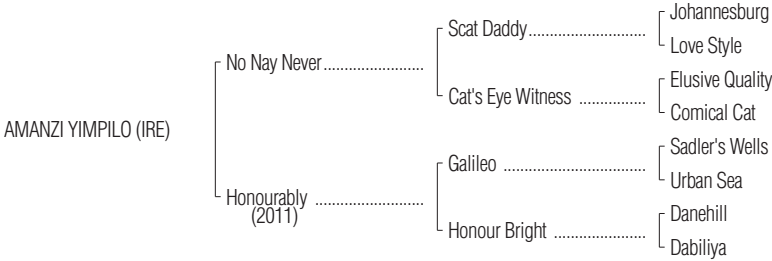 AMANZI YIMPILO (IRE)
No Nay Never........................
Honourably ..........................
(2011)
Scat Daddy............................
Cat's Eye Witness ................
Galileo ..................................
Honour Bright ......................
Johannesburg
Love Style
Elusive Quality
Comical Cat
Sadler's Wells
Urban Sea
Danehill
Dabiliya